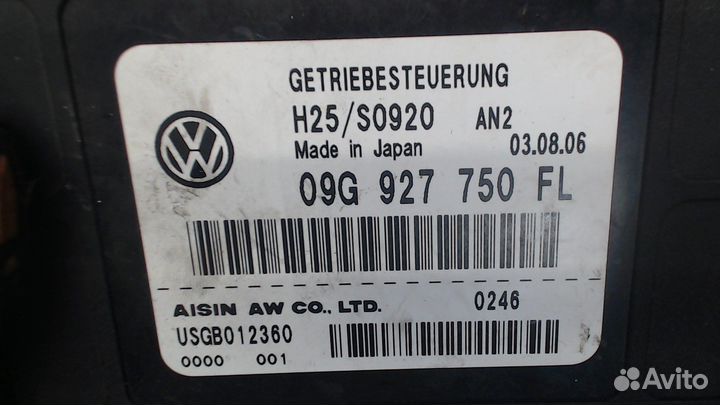 GETRIEBESTEUERUNG
H25/S0920 AN2
Made in Japan 03.08.06
09G 927 750 FL
AISIN AW CO., LTD. 0246
USGB012360
0000 001
Avito